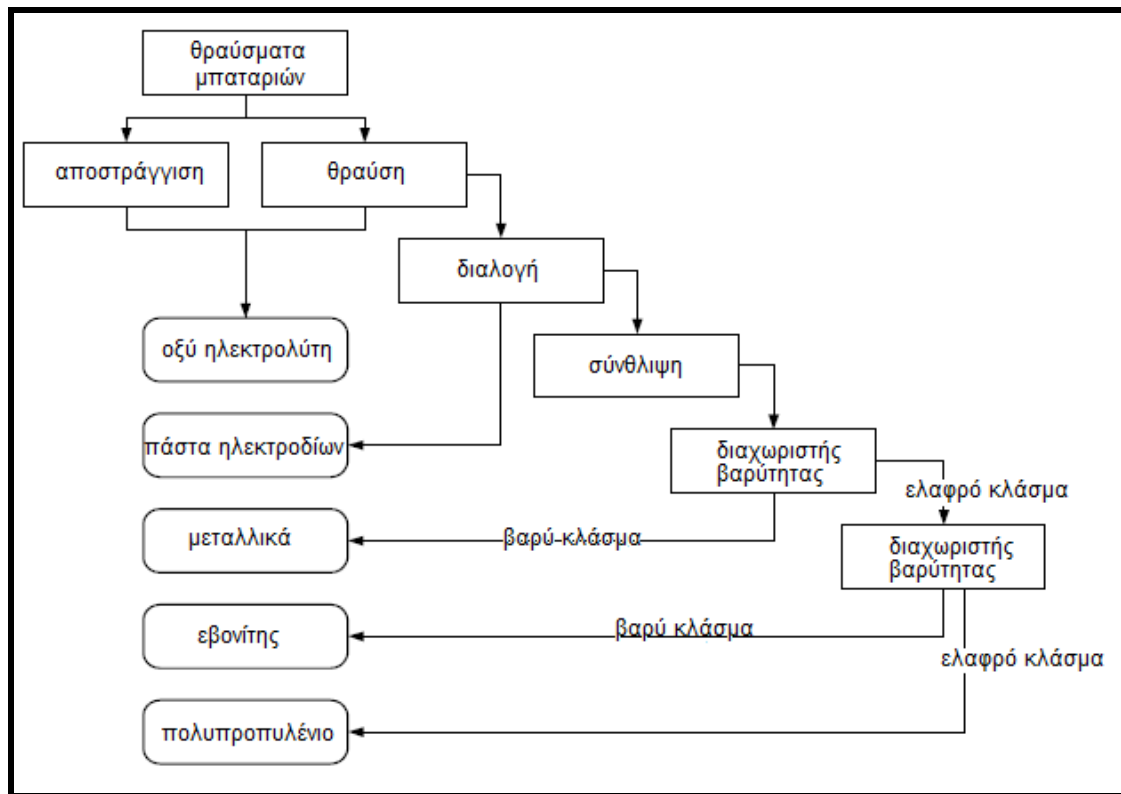 θραύσματα
μπαταριών
αποστράγγιση
θραύση
διαλογή
οξύ ηλεκτρολύτη
σύνθλιψη
πάστα ηλεκτροδίων
διαχωριστής
βαρύτητας
ελαφρό κλάσμα
μεταλλικά
βαρύ κλάσμα
διαχωριστής
βαρύτητας
εβονίτης
βαρύ κλάσμα
ελαφρό κλάσμα
πολυπροπυλένιο